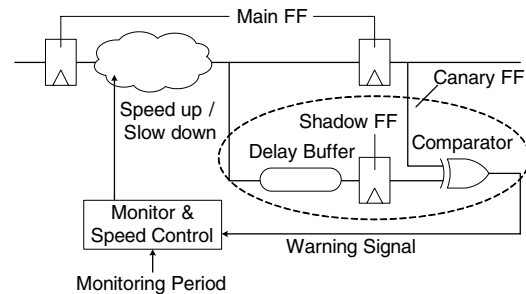 Main FF
Canary FF
Speed up /
Slow down
Shadow FF
Comparator
Delay Buffer
Monitor &
Speed Control
Warning Signal
Monitoring Period